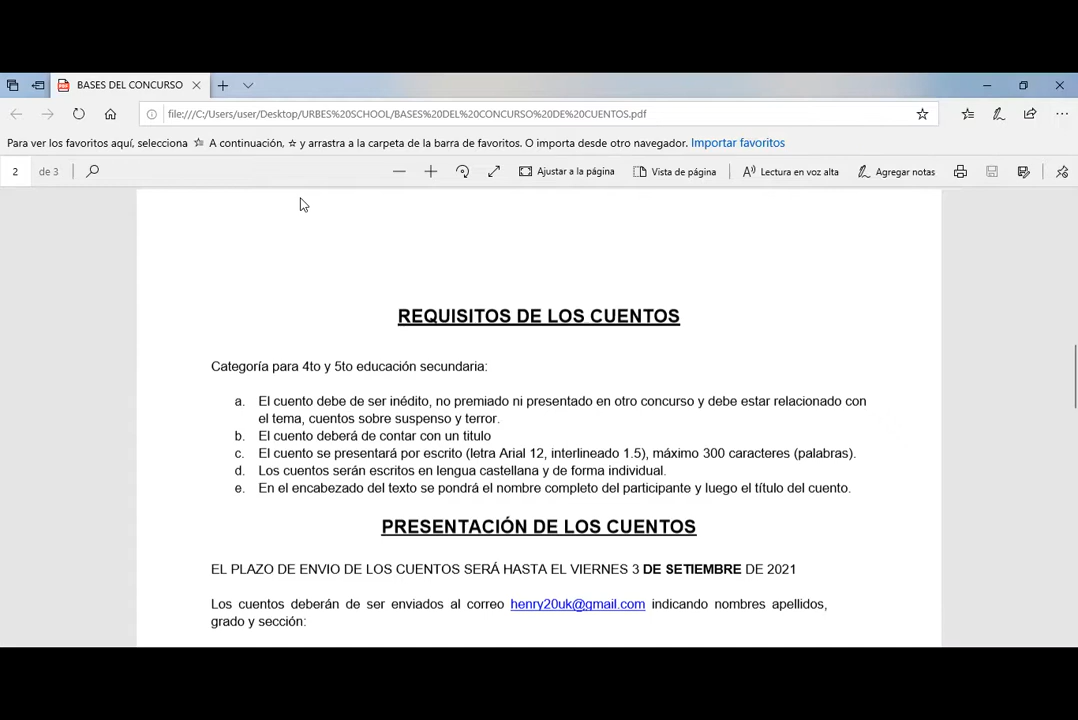 BASES DEL CONCURSO
file:///C:/Users/user/Desktop/URBES%20SCHOOL/BASES%20DEL%20CONCURSO%20DE%20CUENTOS.pdf
Para ver los favoritos aquí, selecciona A continuación, y arrastra a la carpeta de la barra de favoritos. O importa desde otro navegador. Importar favoritos
2 de 3 Ajustar a la página Vista de página Lectura en voz alta Agregar notas
REQUISITOS DE LOS CUENTOS
Categoría para 4to y 5to educación secundaria:
a. El cuento debe de ser inédito, no premiado ni presentado en otro concurso y debe estar relacionado con
el tema, cuentos sobre suspenso y terror.
b. El cuento deberá de contar con un titulo
c. El cuento se presentará por escrito (letra Arial 12, interlineado 1.5), máximo 300 caracteres (palabras).
d. Los cuentos serán escritos en lengua castellana y de forma individual.
e. En el encabezado del texto se pondrá el nombre completo del participante y luego el título del cuento.
PRESENTACIÓN DE LOS CUENTOS
EL PLAZO DE ENVIO DE LOS CUENTOS SERÁ HASTA EL VIERNES 3 DE SETIEMBRE DE 2021
Los cuentos deberán de ser enviados al correo henry20uk@gmail.com indicando nombres apellidos,
grado y sección: